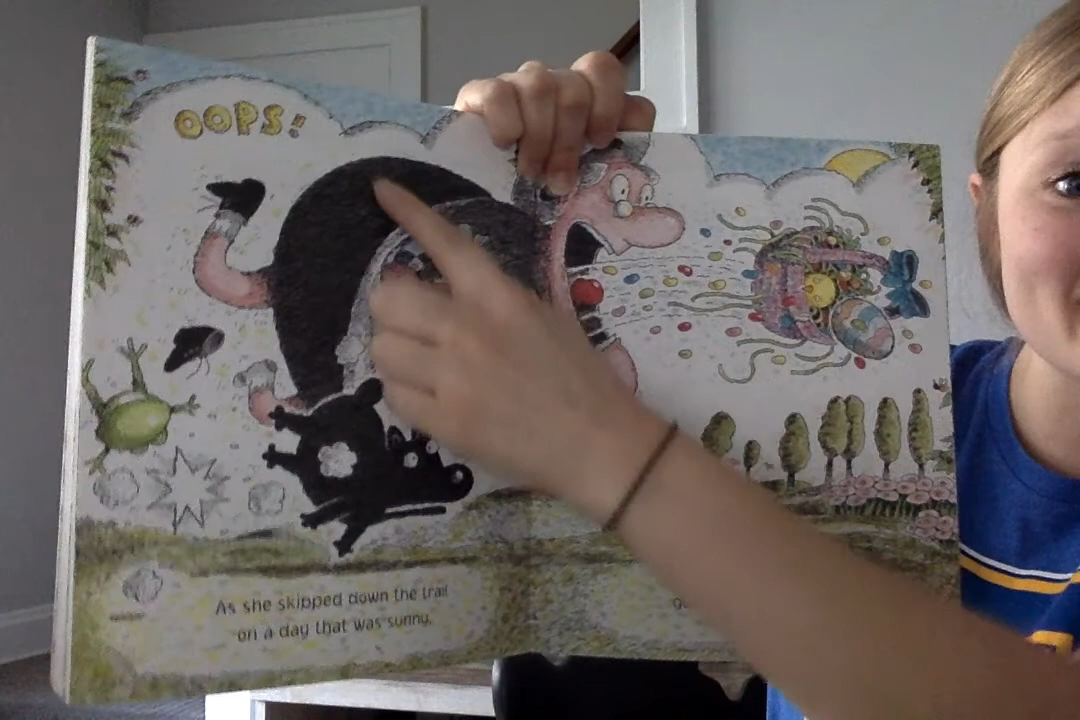 OOPS!
As she skipped down the trail
on a day that was sunny,